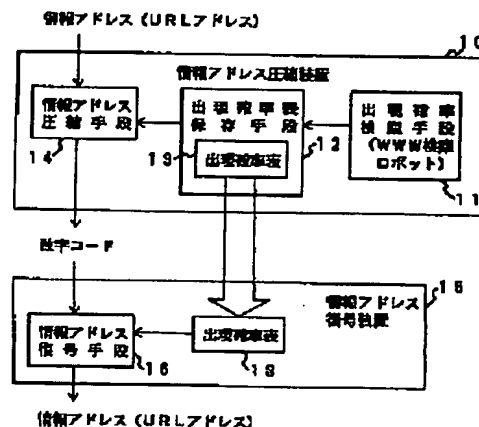 情報アドレス(URLアドレス)
10
情報アドレス圧縮装置
情報アドレス
圧縮手段
14
出現確率表
保存手段
13
出現確率表
12
出現確率
検索手段
(WWW検索
ロボット)
11
数字コード
15
情報アドレス
復号装置
情報アドレス
復号手段
16
出現確率表
13
情報アドレス(URLアドレス)